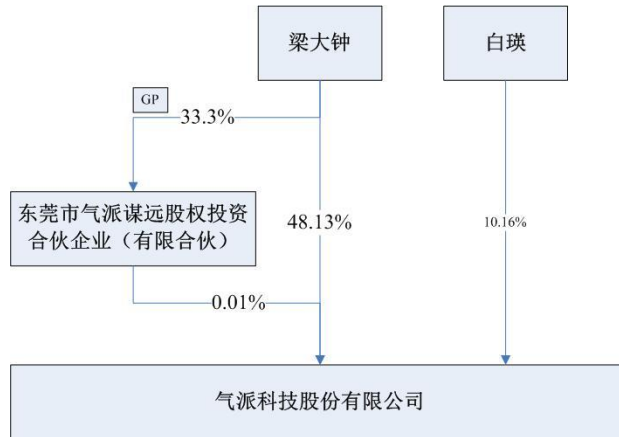 梁大钟
白瑛
GP
33.3%
东莞市气派谋远股权投资
合伙企业（有限合伙）
48.13%
10.16%
0.01%
气派科技股份有限公司